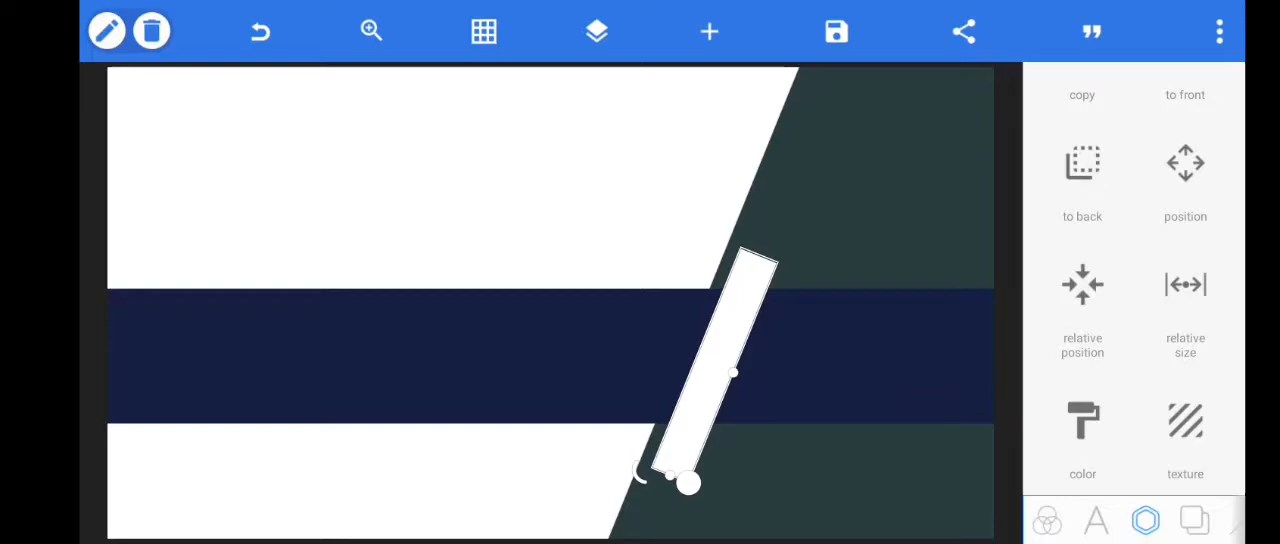 copy
to front
to back
position
relative
position
relative
size
color
texture